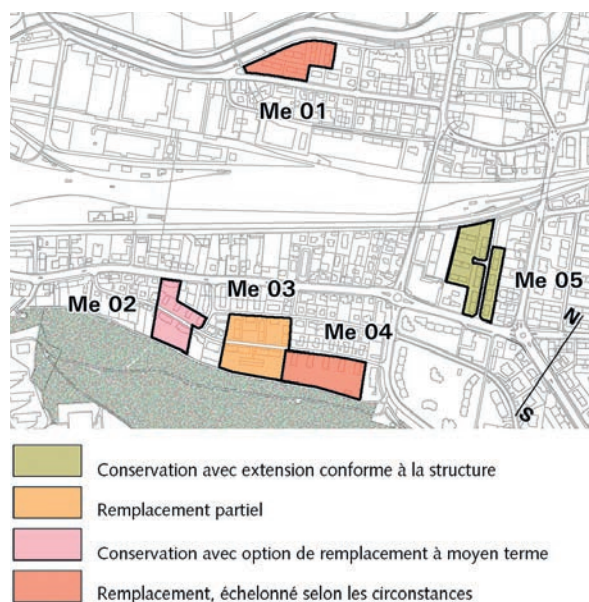 Me 01
Me 05
Me 03
Me 02
Me 04
N
S
Conservation avec extension conforme à la structure
Remplacement partiel
Conservation avec option de remplacement à moyen terme
Remplacement, échelonné selon les circonstances